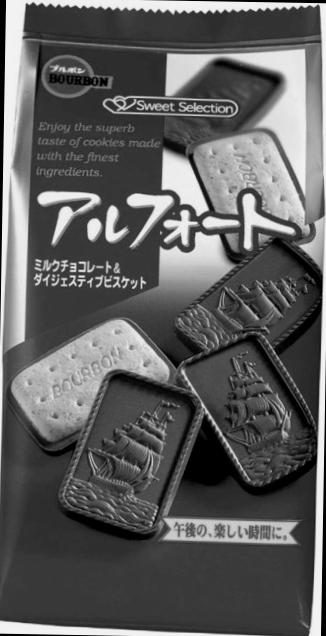 ブルボン
BOURBON
Sweet Selection
Enjoy the superb
taste of cookies made
with the finest
ingredients.
アルフォート
ミルクチョコレート&
ダイジェスティブビスケット
BOURBON
BOURBON
午後の、楽しい時間に。